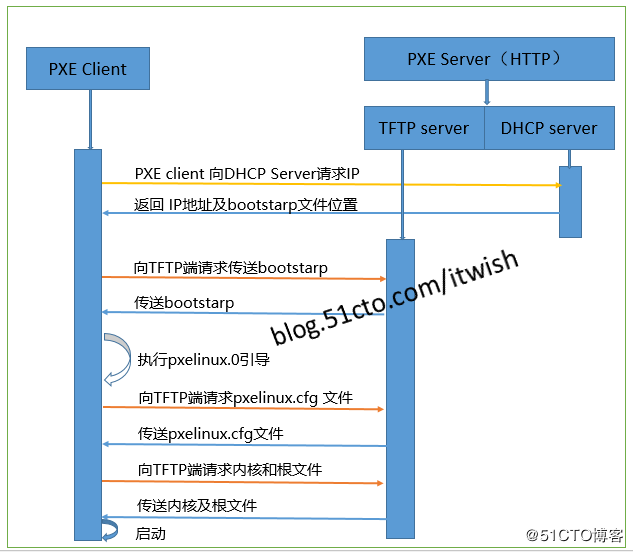 PXE Client
PXE Server（HTTP）
TFTP server
DHCP server
PXE client 向DHCP Server请求IP
返回 IP地址及bootstarp文件位置
向TFTP端请求传送bootstarp
传送bootstarp
blog.51cto.com/itwish
执行pxelinux.0引导
向TFTP端请求pxelinux.cfg 文件
传送pxelinux.cfg文件
向TFTP端请求内核和根文件
传送内核及根文件
启动
@51CTO博客